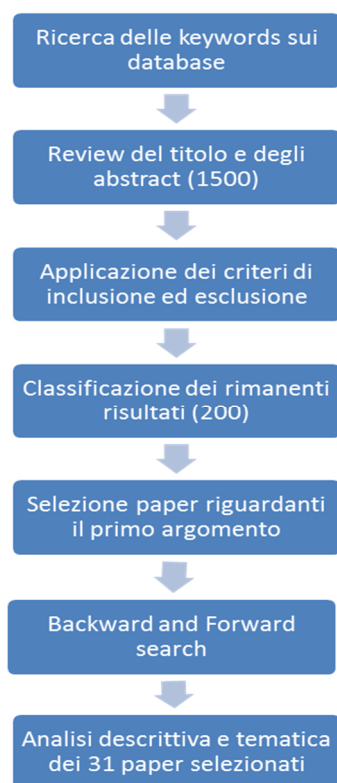 Ricerca delle keywords sui
database
Review del titolo e degli
abstract (1500)
Applicazione dei criteri di
inclusione ed esclusione
Classificazione dei rimanenti
risultati (200)
Selezione paper riguardanti
il primo argomento
Backward and Forward
search
Analisi descrittiva e tematica
dei 31 paper selezionati